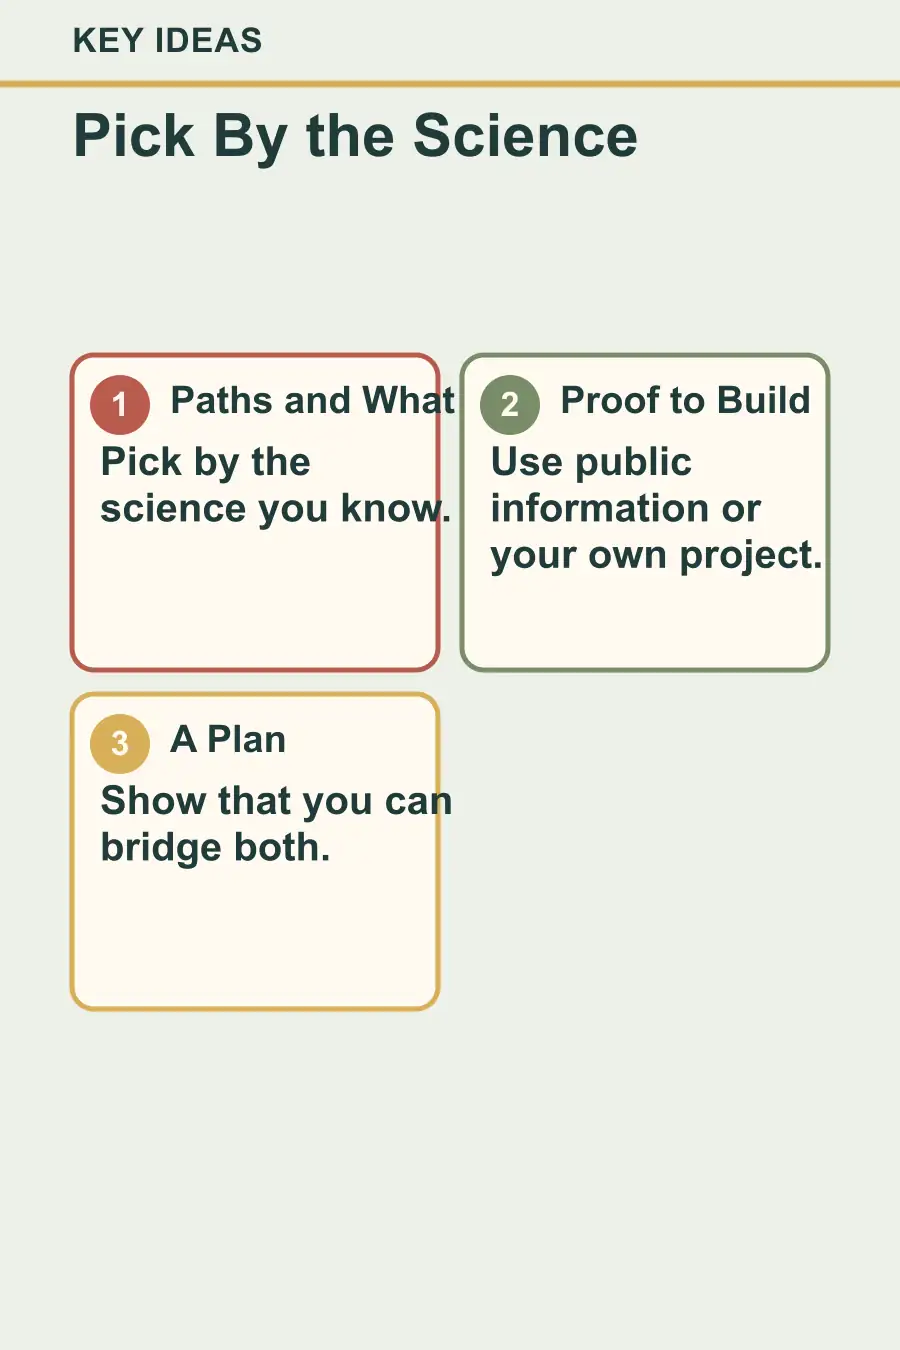 KEY IDEAS
Pick By the Science
1 Paths and What
Pick by the
science you know.
2 Proof to Build
Use public
information or
your own project.
3 A Plan
Show that you can
bridge both.